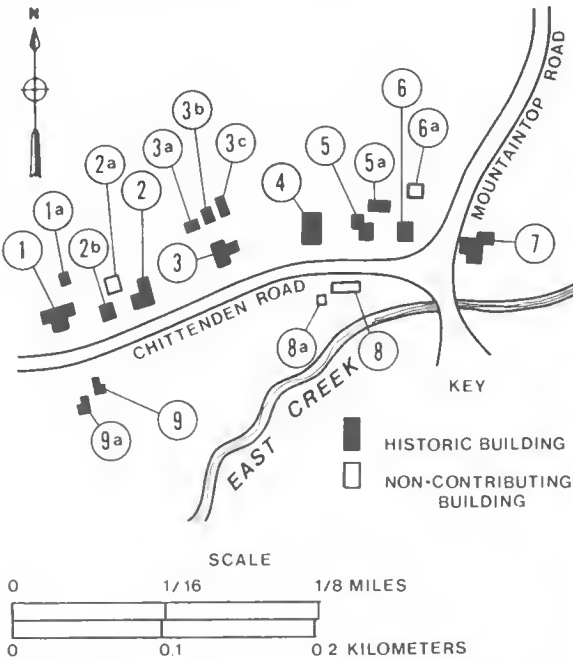 N
MOUNTAINTOP ROAD
3b
6
3a
3c
6a
2a
2
5
5a
1a
4
1
2b
3
7
CHITTENDEN ROAD
8a
8
EAST CREEK
KEY
9
9a
HISTORIC BUILDING
NON-CONTRIBUTING
BUILDING
SCALE
0 1/16 1/8 MILES
0 0.1 0 2 KILOMETERS